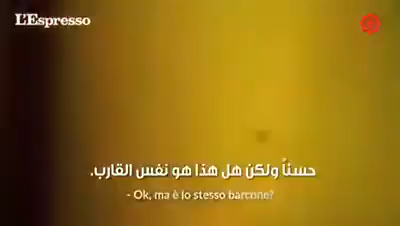 L'Espresso
حسناً ولكن هل هذا هو نفس القارب.
- Ok, ma è lo stesso barcone?